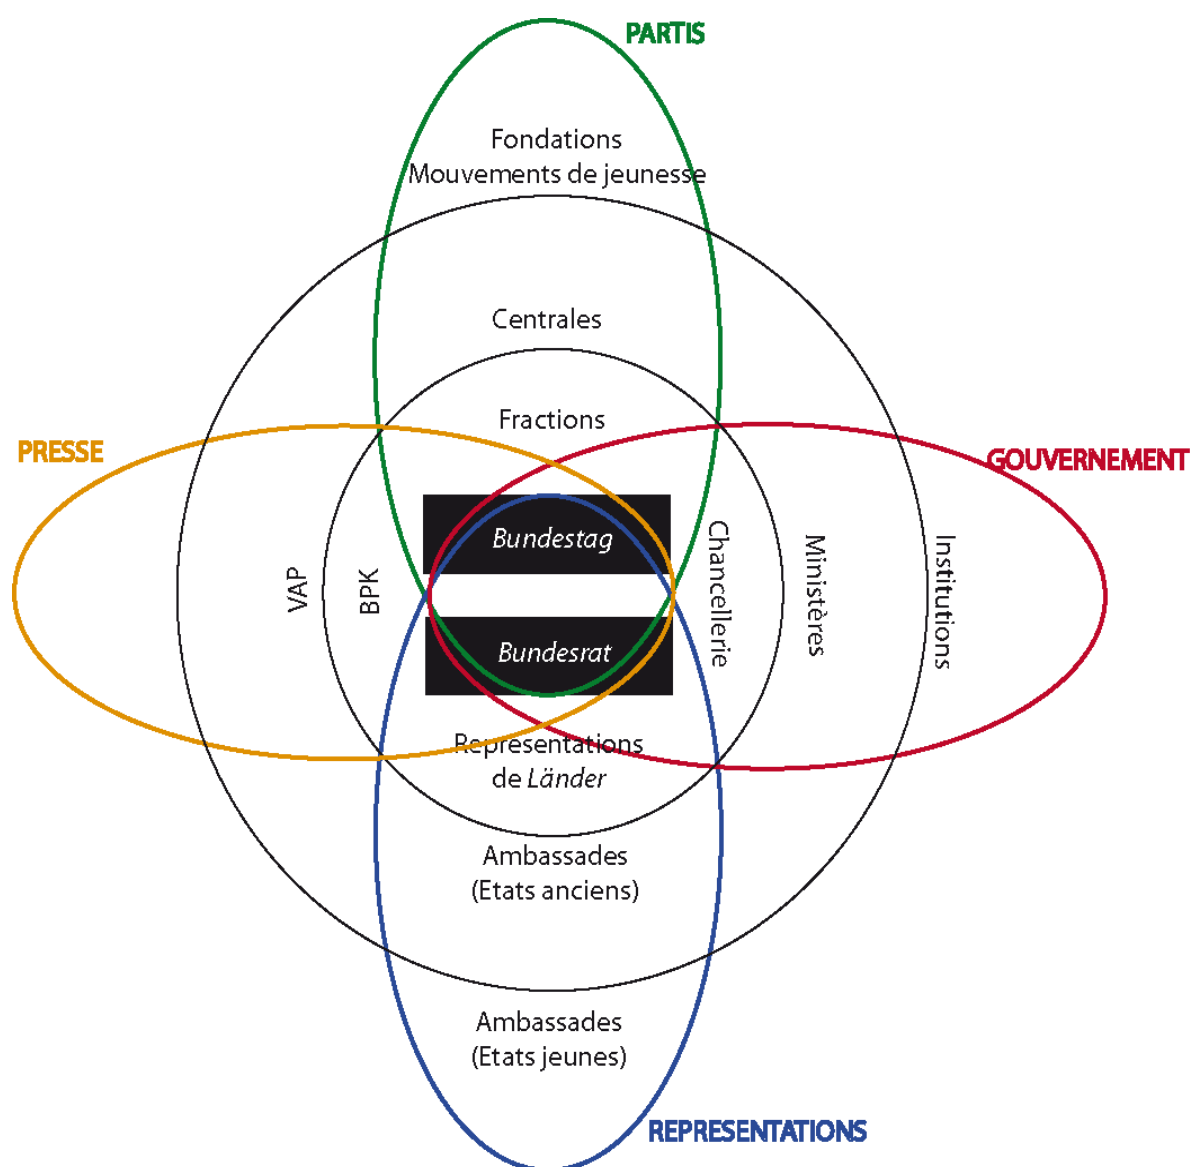 PARTIS
Fondations
Mouvements de jeunesse
Centrales
Fractions
PRESSE
GOUVERNEMENT
Bundestag
VAP
BPK
Chancellerie
Ministères
Institutions
Bundesrat
Representations
de Länder
Ambassades
(Etats anciens)
Ambassades
(Etats jeunes)
REPRESENTATIONS